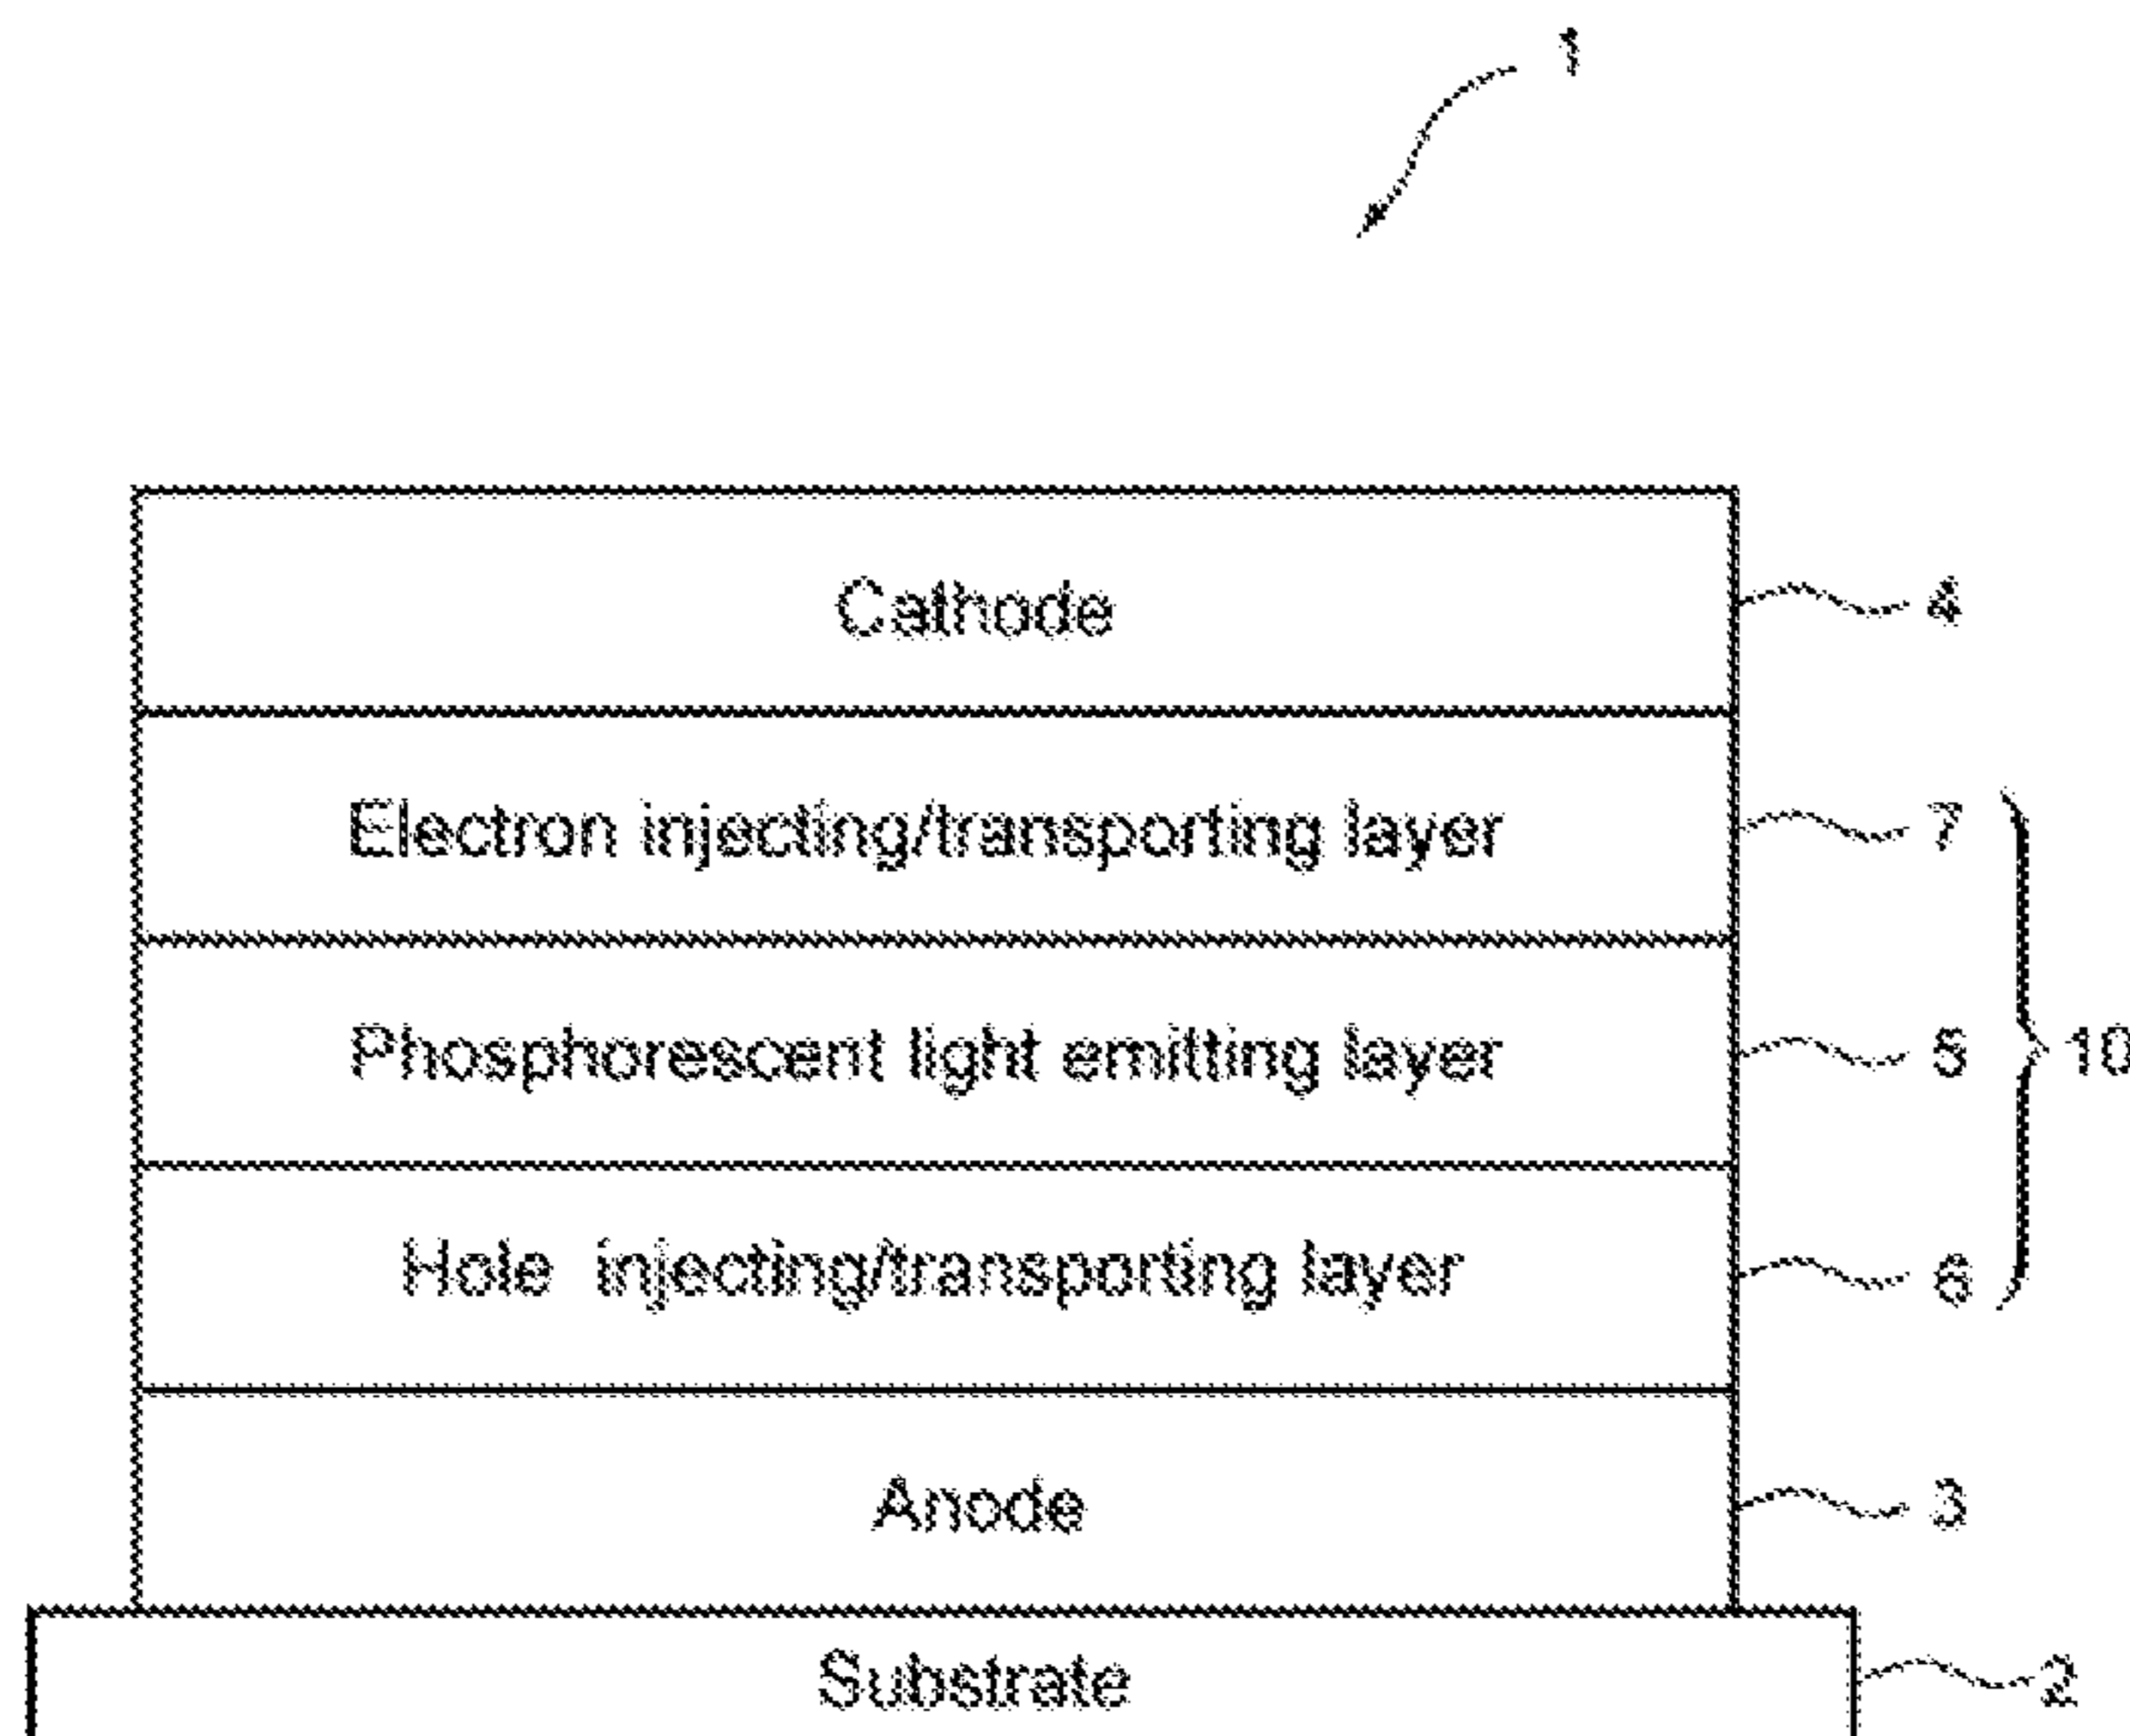 1
Cathode 4
Electron injecting/transporting layer 7
Phosphorescent light emitting layer 5 10
Hole injecting/transporting layer 6
Anode 3
Substrate 2